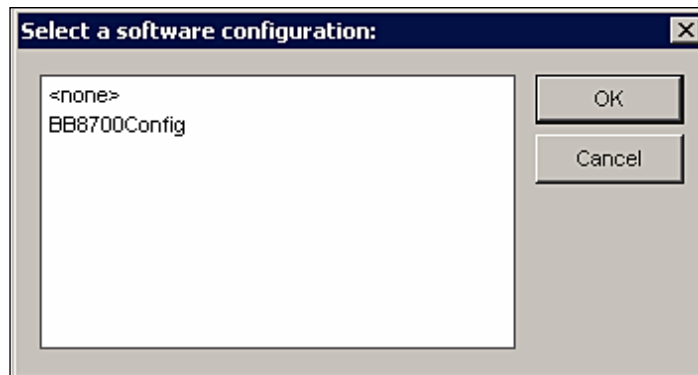 Select a software configuration:
<none>
BB8700Config
OK
Cancel